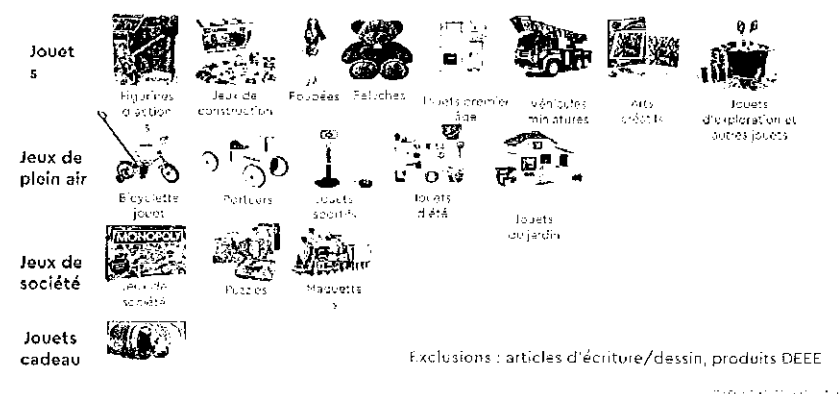 Jouet
s
Figurines
d'action
s
Jeux de
construction
Poupées
Peluches
Jouets premier
âge
Véhicules
miniatures
Arts
créatifs
Jouets
d'exploration et
autres jouets
Jeux de
plein air
Bicyclette
jouet
Porteurs
Jouets
sportifs
Jouets
d'été
Jouets
du jardin
Jeux de
société
MONOPOLY
Jeux de
société
Puzzles
Maquette
s
Jouets
cadeau
Exclusions : articles d'écriture/dessin, produits DEEE